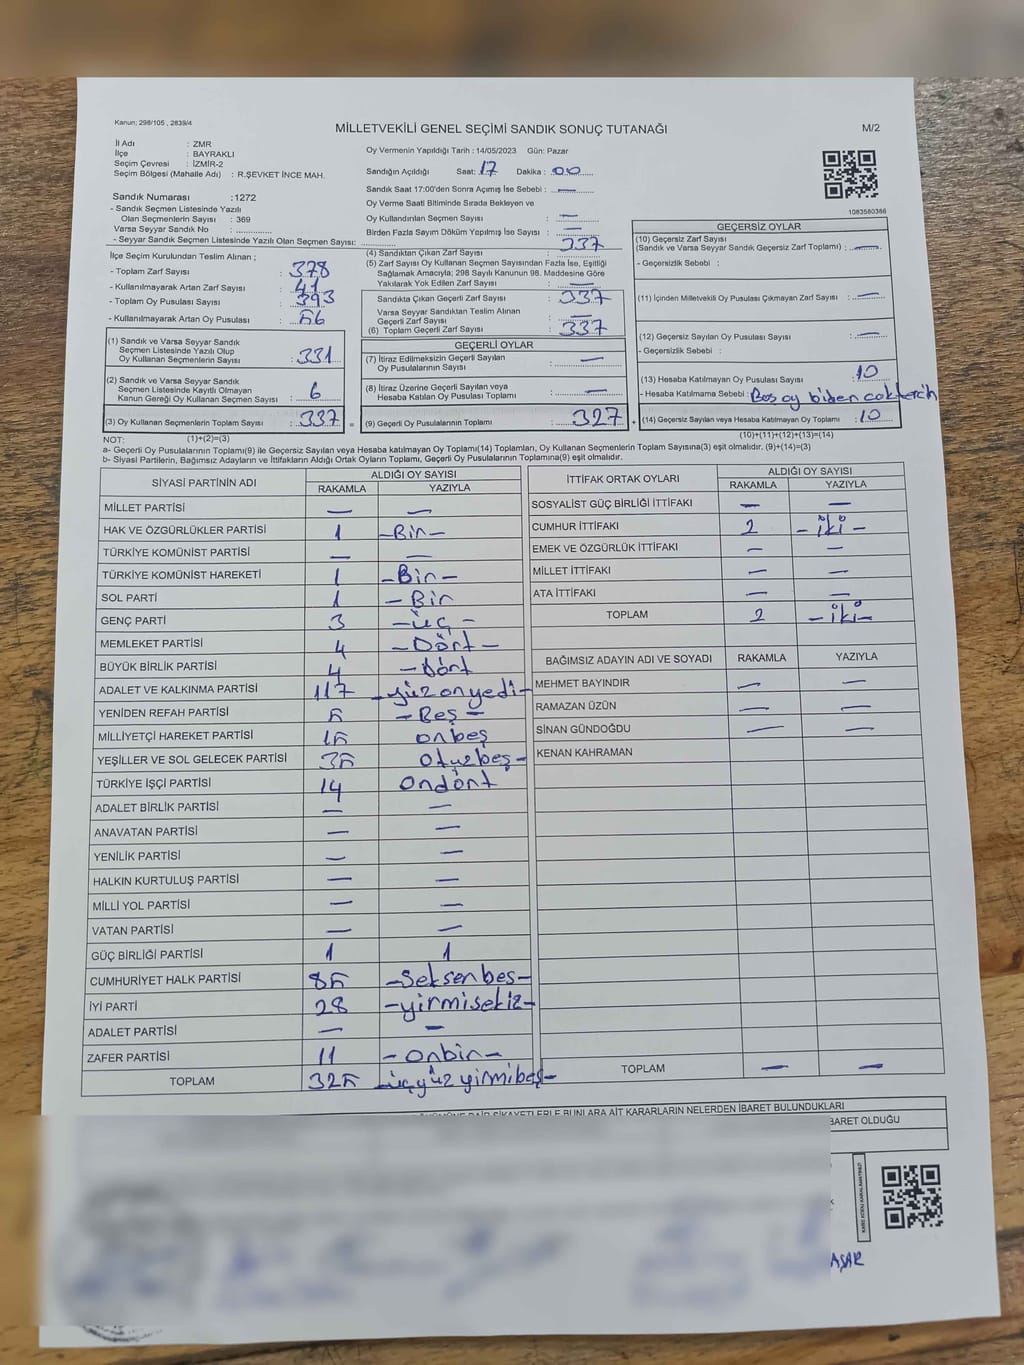 Kanun; 298/105 , 2839/4
MİLLETVEKİLİ GENEL SEÇİMİ SANDIK SONUÇ TUTANAĞI
M/2
İl Adı : ZMR
İlçe : BAYRAKLI
Seçim Çevresi : İZMİR-2
Seçim Bölgesi (Mahalle Adı) : R.ŞEVKET İNCE MAH.
Sandık Numarası :1272
- Sandık Seçmen Listesinde Yazılı
Olan Seçmenlerin Sayısı : 369
Varsa Seyyar Sandık No :
- Seyyar Sandık Seçmen Listesinde Yazılı Olan Seçmen Sayısı:
Oy Vermenin Yapıldığı Tarih : 14/05/2023 Gün: Pazar
Sandığın Açıldığı Saat: 17 Dakika: 00
Sandık Saat 17:00'den Sonra Açımış İse Sebebi : —
Oy Verme Saati Bitiminde Sırada Bekleyen ve
Oy Kullandırılan Seçmen Sayısı : —
Birden Fazla Sayım Döküm Yapılmış İse Sayısı : —
1083580366
İlçe Seçim Kurulundan Teslim Alınan ;
- Toplam Zarf Sayısı : 378
- Kullanılmayarak Artan Zarf Sayısı : 41
- Toplam Oy Pusulası Sayısı : 393
- Kullanılmayarak Artan Oy Pusulası : 56
(1) Sandık ve Varsa Seyyar Sandık
Seçmen Listesinde Yazılı Olup
Oy Kullanan Seçmenlerin Sayısı : 331
(2) Sandık ve Varsa Seyyar Sandık
Seçmen Listesinde Kayıtlı Olmayan
Kanun Gereği Oy Kullanan Seçmen Sayısı : 6
(3) Oy Kullanan Seçmenlerin Toplam Sayısı : 337 =
(4) Sandıktan Çıkan Zarf Sayısı : 337
(5) Zarf Sayısı Oy Kullanan Seçmen Sayısından Fazla İse, Eşitliği
Sağlamak Amacıyla; 298 Sayılı Kanunun 98. Maddesine Göre
Yakılarak Yok Edilen Zarf Sayısı : —
Sandıkta Çıkan Geçerli Zarf Sayısı : 337
Varsa Seyyar Sandıktan Teslim Alınan
Geçerli Zarf Sayısı : —
(6) Toplam Geçerli Zarf Sayısı : 337
GEÇERLİ OYLAR
(7) İtiraz Edilmeksizin Geçerli Sayılan
Oy Pusulalarının Sayısı : —
(8) İtiraz Üzerine Geçerli Sayılan veya
Hesaba Katılan Oy Pusulası Toplamı : —
(9) Geçerli Oy Pusulalarının Toplamı : 327 +
GEÇERSİZ OYLAR
(10) Geçersiz Zarf Sayısı
(Sandık ve Varsa Seyyar Sandık Geçersiz Zarf Toplamı) : —
- Geçersizlik Sebebi :
(11) İçinden Milletvekili Oy Pusulası Çıkmayan Zarf Sayısı : —
(12) Geçersiz Sayılan Oy Pusulası Sayısı : —
- Geçersizlik Sebebi :
(13) Hesaba Katılmayan Oy Pusulası Sayısı : 10
- Hesaba Katılmama Sebebi : Boş oy birden çok tercih
(14) Geçersiz Sayılan veya Hesaba Katılmayan Oy Toplamı : 10
NOT: (1)+(2)=(3)
(10)+(11)+(12)+(13)=(14)
a- Geçerli Oy Pusulalarının Toplamı(9) ile Geçersiz Sayılan veya Hesaba katılmayan Oy Toplamı(14) Toplamları, Oy Kullanan Seçmenlerin Toplam Sayısına(3) eşit olmalıdır. (9)+(14)=(3)
b- Siyasi Partilerin, Bağımsız Adayların ve İttifakların Aldığı Ortak Oyların Toplamı, Geçerli Oy Pusulalarının Toplamına(9) eşit olmalıdır.
SİYASİ PARTİNİN ADI ALDIĞI OY SAYISI
RAKAMLA YAZIYLA
MİLLET PARTİSİ — —
HAK VE ÖZGÜRLÜKLER PARTİSİ 1 -Bir-
TÜRKİYE KOMÜNİST PARTİSİ — —
TÜRKİYE KOMÜNİST HAREKETİ 1 -Bir-
SOL PARTİ 1 -Bir
GENÇ PARTİ 3 -üç-
MEMLEKET PARTİSİ 4 -Dört-
BÜYÜK BİRLİK PARTİSİ 4 -Dört
ADALET VE KALKINMA PARTİSİ 117 -yüzonyedi-
YENİDEN REFAH PARTİSİ 5 -Beş-
MİLLİYETÇİ HAREKET PARTİSİ 15 onbeş
YEŞİLLER VE SOL GELECEK PARTİSİ 35 otuzbeş-
TÜRKİYE İŞÇİ PARTİSİ 14 ondört
ADALET BİRLİK PARTİSİ — —
ANAVATAN PARTİSİ — —
YENİLİK PARTİSİ — —
HALKIN KURTULUŞ PARTİSİ — —
MİLLİ YOL PARTİSİ — —
VATAN PARTİSİ — —
GÜÇ BİRLİĞİ PARTİSİ 1 1
CUMHURİYET HALK PARTİSİ 85 -Seksenbeş-
İYİ PARTİ 28 -yirmisekiz-
ADALET PARTİSİ — —
ZAFER PARTİSİ 11 -onbir-
TOPLAM 325 -üçyüzyirmibeş-
İTTİFAK ORTAK OYLARI ALDIĞI OY SAYISI
RAKAMLA YAZIYLA
SOSYALİST GÜÇ BİRLİĞİ İTTİFAKI — —
CUMHUR İTTİFAKI 2 -iki-
EMEK VE ÖZGÜRLÜK İTTİFAKI — —
MİLLET İTTİFAKI — —
ATA İTTİFAKI — —
TOPLAM 2 -iki-
BAĞIMSIZ ADAYIN ADI VE SOYADI RAKAMLA YAZIYLA
MEHMET BAYINDIR — —
RAMAZAN ÜZÜN — —
SİNAN GÜNDOĞDU — —
KENAN KAHRAMAN
TOPLAM — —
ŞİKAYETLERLE BUNLARA AİT KARARLARIN NELERDEN İBARET BULUNDUKLARI
BARET OLDUĞU
AŞAR